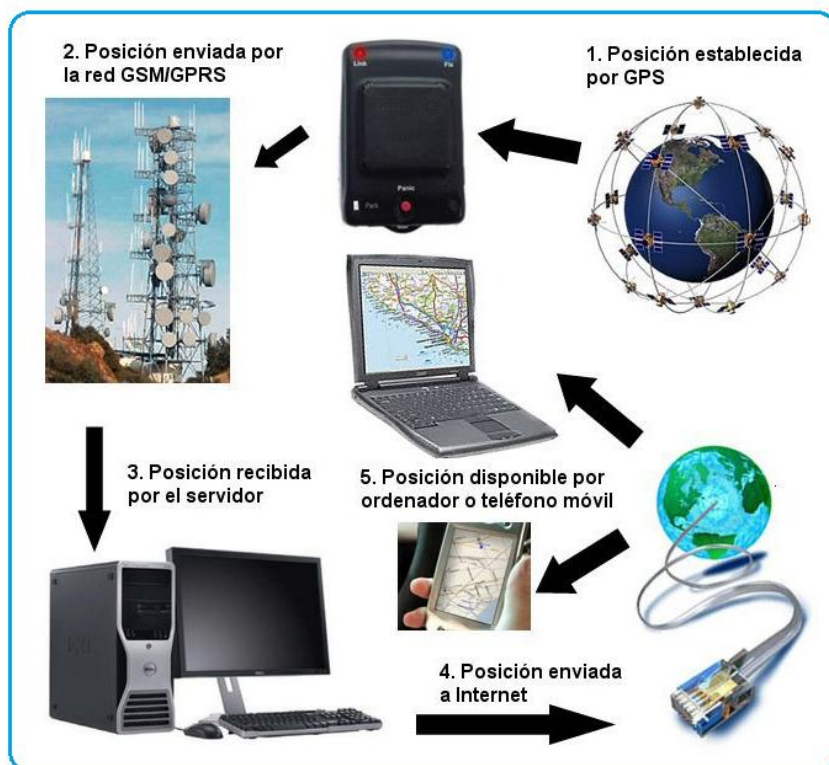 1. Posición establecida
por GPS
2. Posición enviada por
la red GSM/GPRS
Link
Fix
Panic
Park
3. Posición recibida
por el servidor
4. Posición enviada
a Internet
5. Posición disponible por
ordenador o teléfono móvil